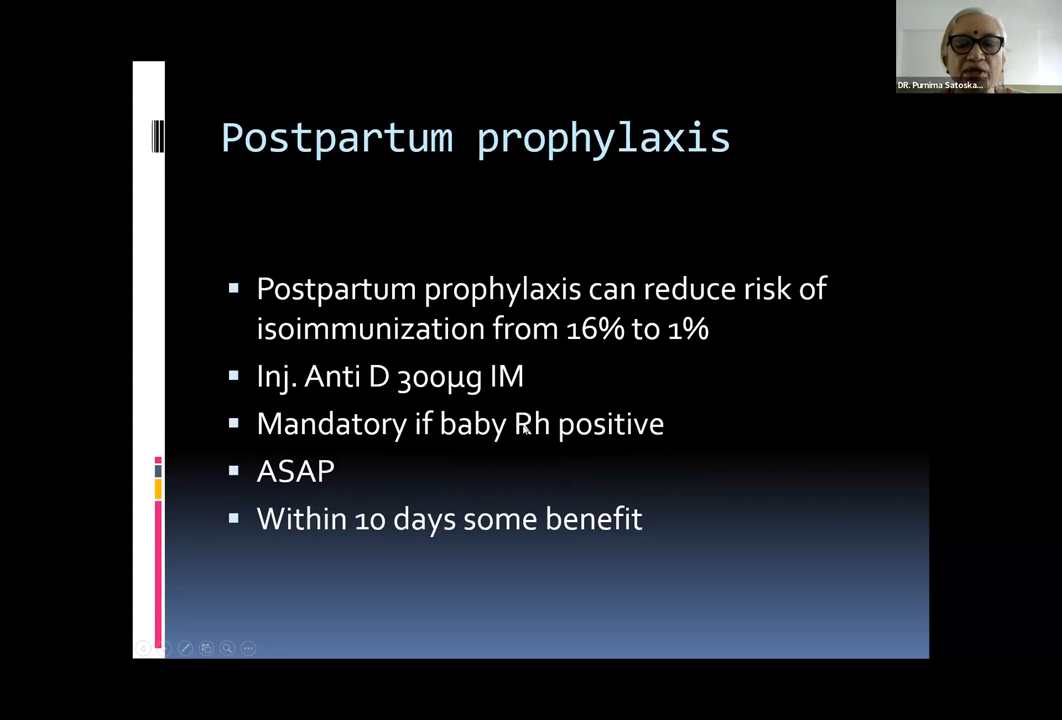 DR. Purnima Satoska...
Postpartum prophylaxis
Postpartum prophylaxis can reduce risk of
isoimmunization from 16% to 1%
Inj. Anti D 300µg IM
Mandatory if baby Rh positive
ASAP
Within 10 days some benefit